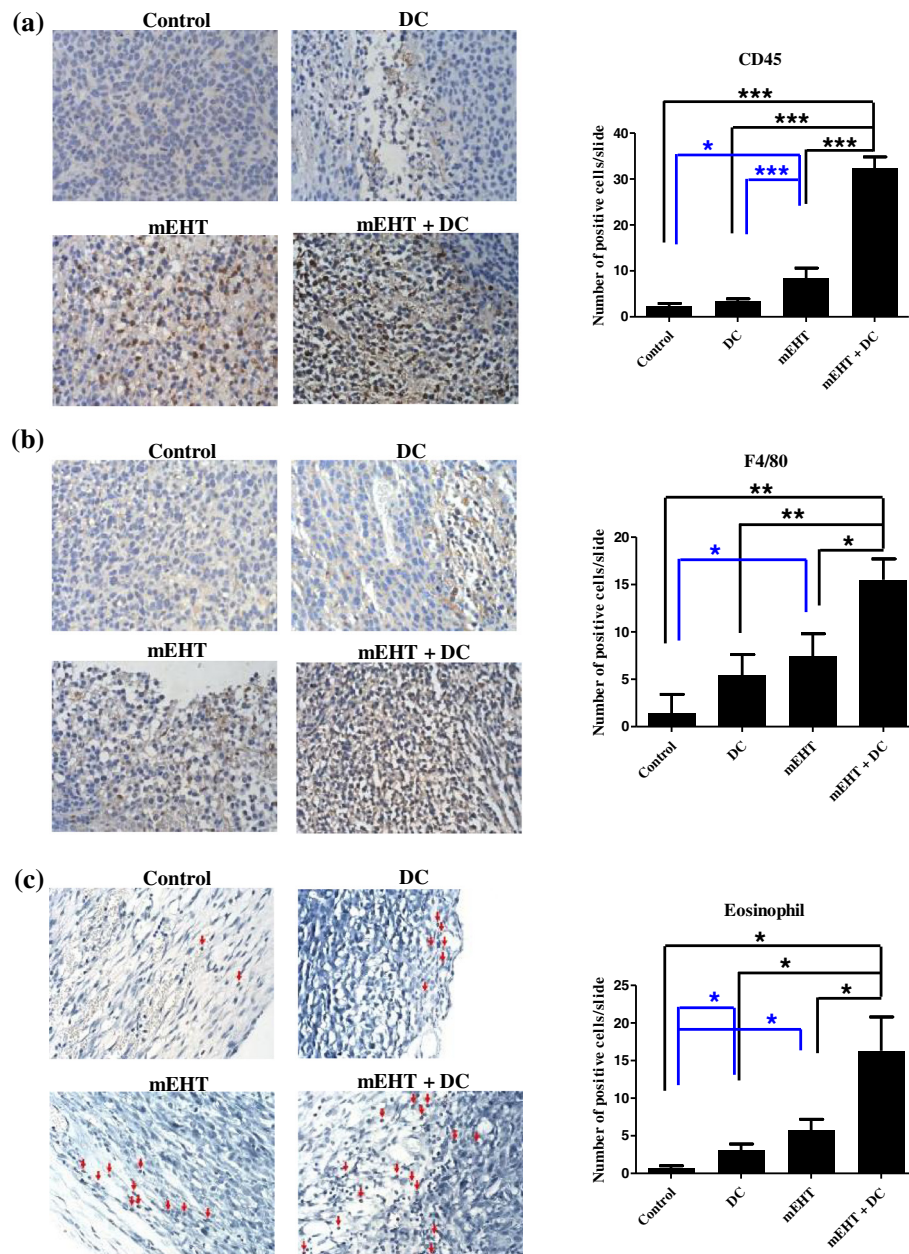 (a)
Control
DC
mEHT
mEHT + DC
CD45
***
***
* ***
***
Number of positive cells/slide
40
30
20
10
0
Control
DC
mEHT
mEHT + DC
(b)
Control
DC
mEHT
mEHT + DC
F4/80
**
**
* *
Number of positive cells/slide
20
15
10
5
0
Control
DC
mEHT
mEHT + DC
(c)
Control
DC
mEHT
mEHT + DC
Eosinophil
*
*
* *
*
Number of positive cells/slide
25
20
15
10
5
0
Control
DC
mEHT
mEHT + DC